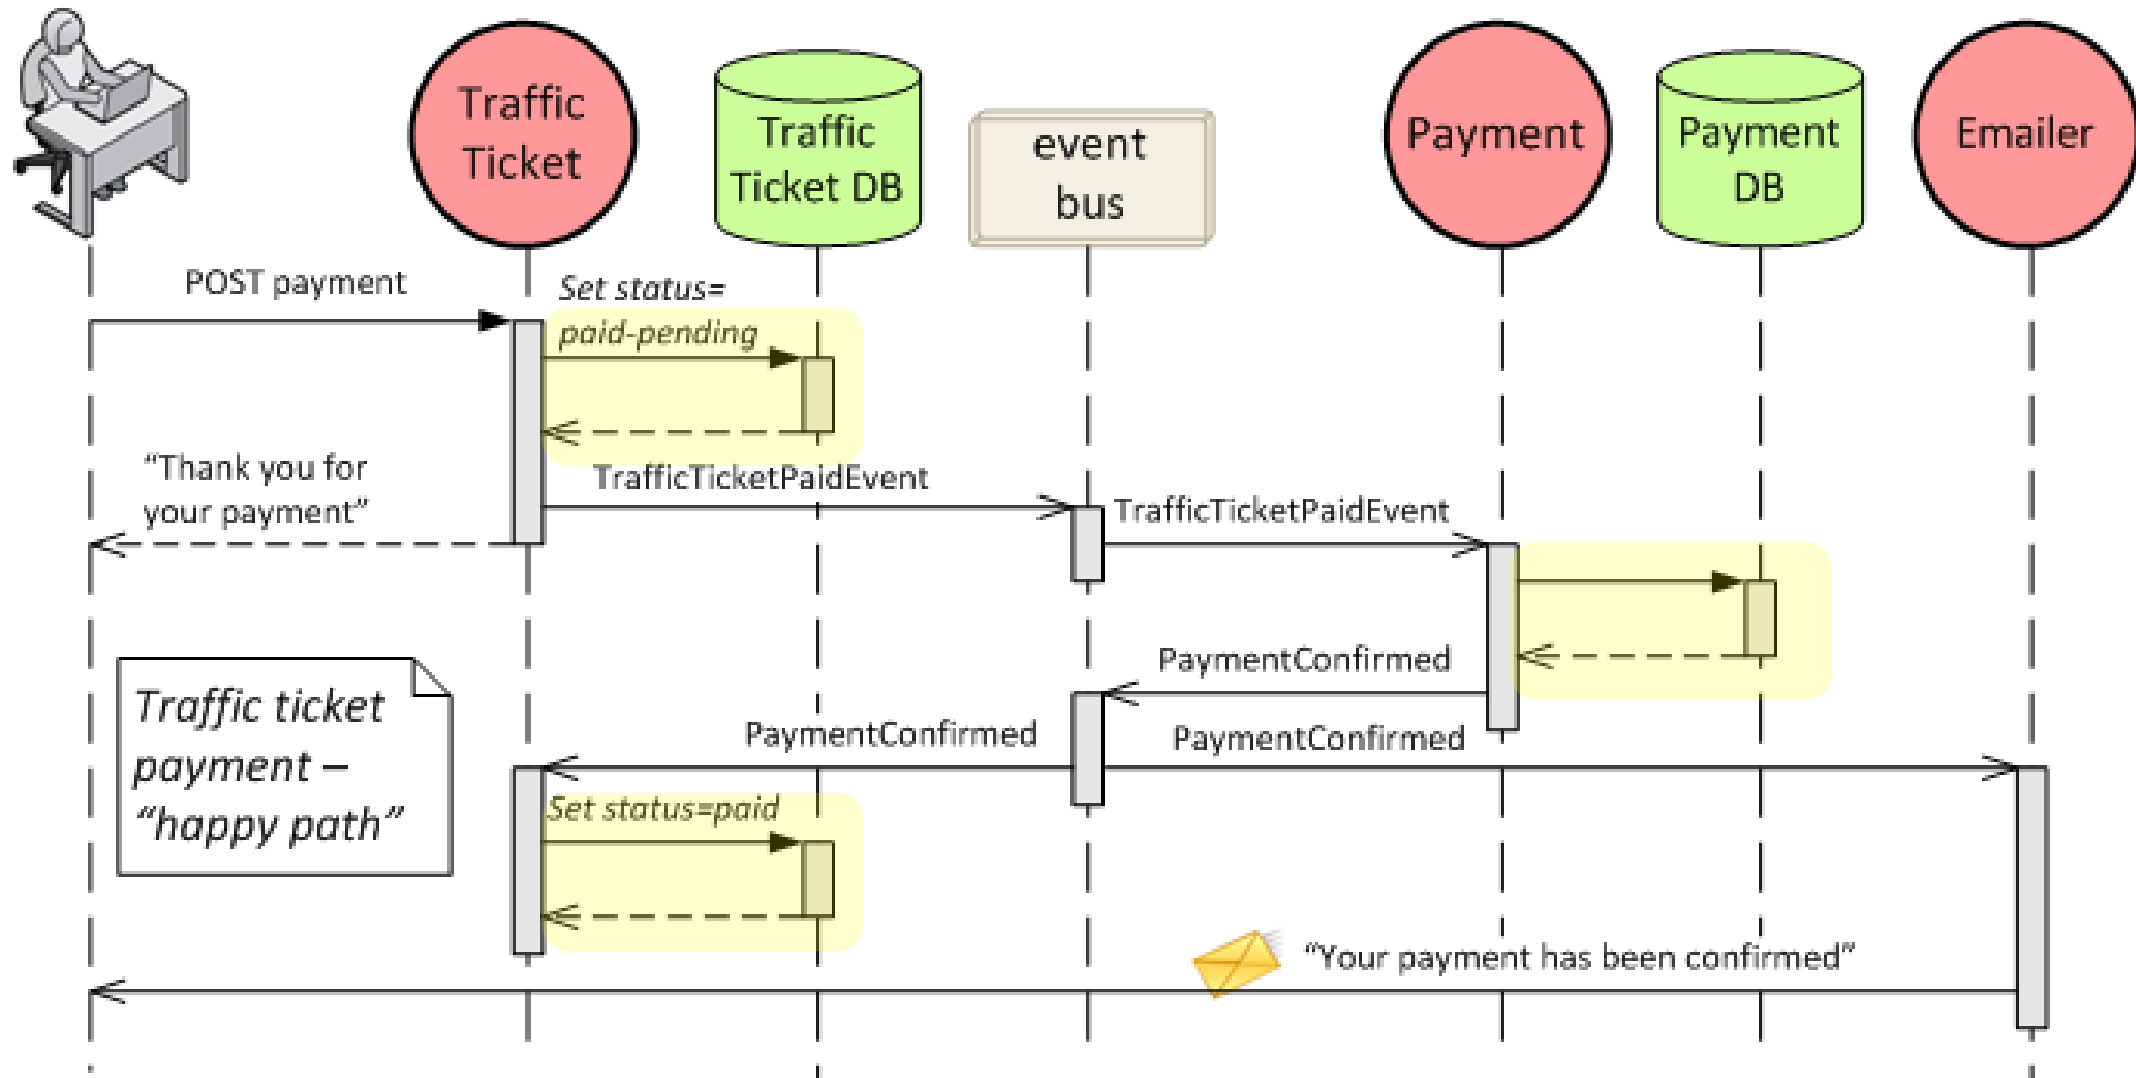 Traffic
Ticket
Traffic
Ticket DB
event
bus
Payment
Payment
DB
Emailer
POST payment
Set status=
paid-pending
“Thank you for
your payment”
TrafficTicketPaidEvent
TrafficTicketPaidEvent
PaymentConfirmed
PaymentConfirmed
PaymentConfirmed
Traffic ticket
payment –
“happy path”
Set status=paid
“Your payment has been confirmed”